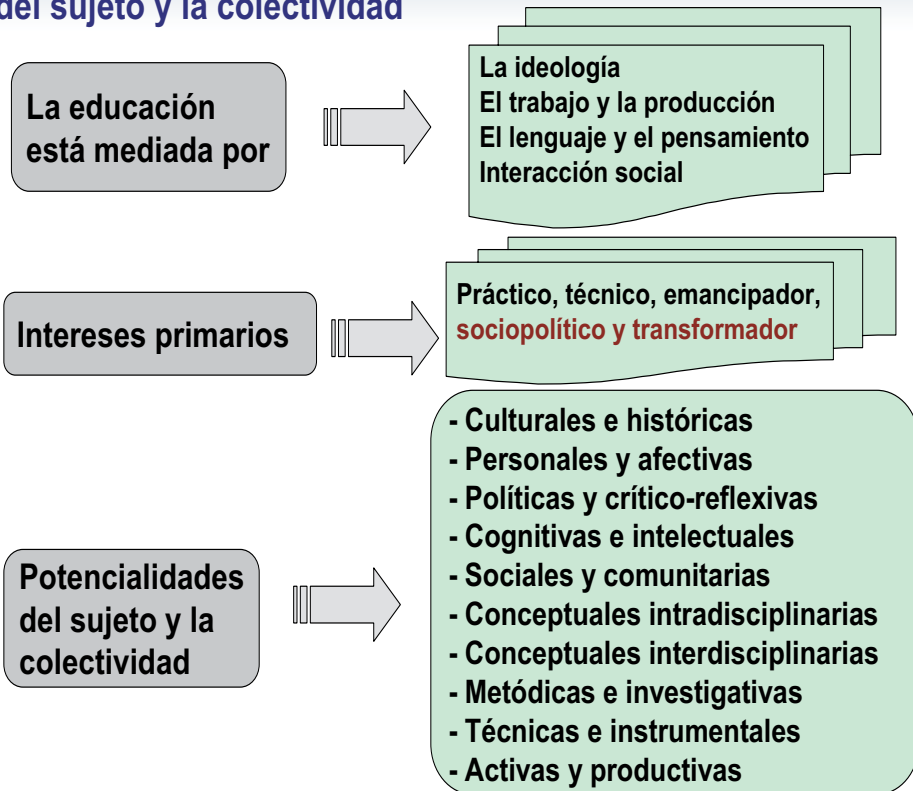 del sujeto y la colectividad
La educación
está mediada por
La ideología
El trabajo y la producción
El lenguaje y el pensamiento
Interacción social
Intereses primarios
Práctico, técnico, emancipador,
sociopolítico y transformador
Potencialidades
del sujeto y la
colectividad
- Culturales e históricas
- Personales y afectivas
- Políticas y crítico-reflexivas
- Cognitivas e intelectuales
- Sociales y comunitarias
- Conceptuales intradisciplinarias
- Conceptuales interdisciplinarias
- Metódicas e investigativas
- Técnicas e instrumentales
- Activas y productivas